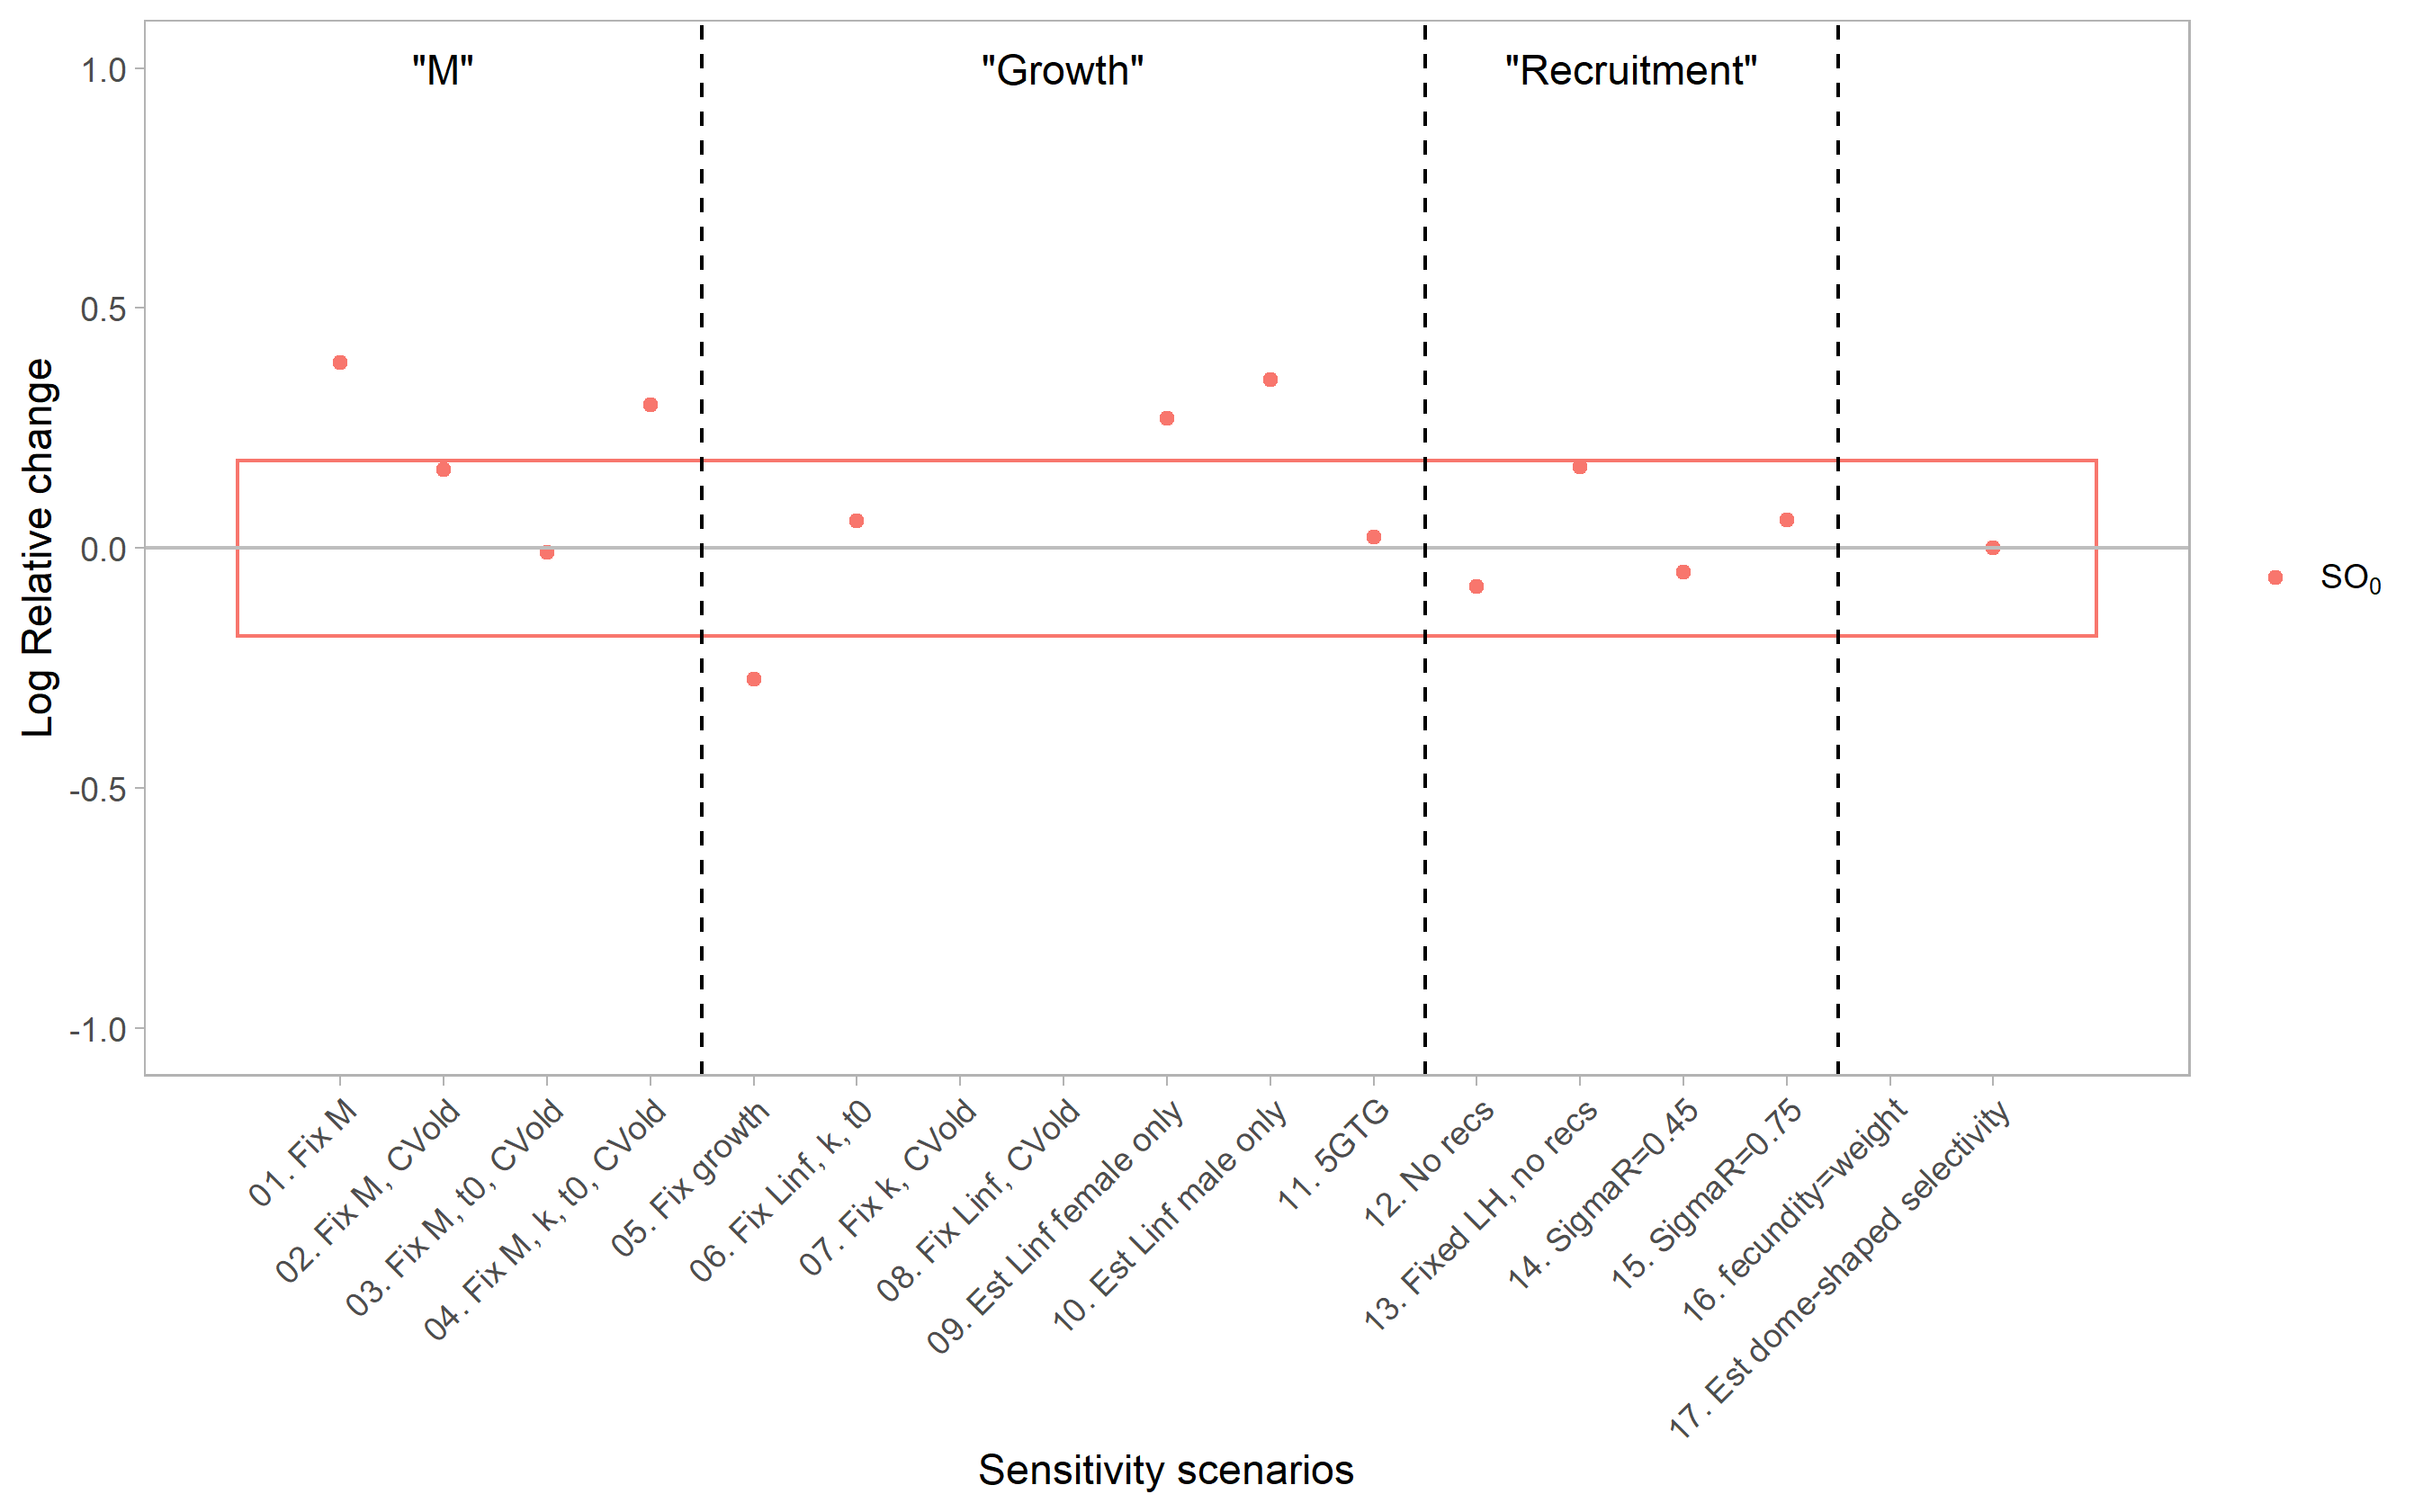 "M"
"Growth"
"Recruitment"
1.0
0.5
0.0
-0.5
-1.0
Log Relative change
01. Fix M
02. Fix M, CVold
03. Fix M, t0, CVold
04. Fix M, k, t0, CVold
05. Fix growth
06. Fix Linf, k, t0
07. Fix k, CVold
08. Fix Linf, CVold
09. Est Linf female only
10. Est Linf male only
11. 5GTG
12. No recs
13. Fixed LH, no recs
14. SigmaR=0.45
15. SigmaR=0.75
16. fecundity=weight
17. Est dome-shaped selectivity
Sensitivity scenarios
SO₀